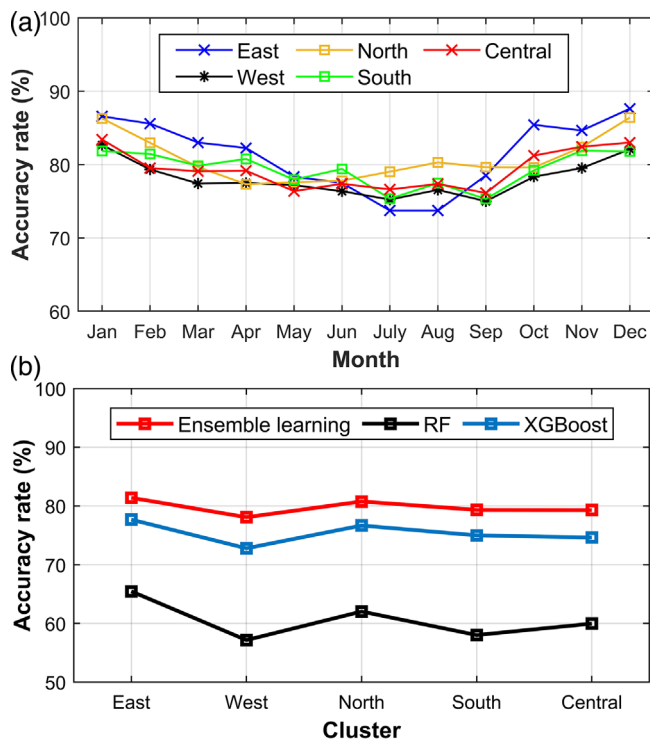 (a)
100
90
80
70
60
Accuracy rate (%)
East North Central
West South
Jan Feb Mar Apr May Jun July Aug Sep Oct Nov Dec
Month
(b)
100
90
80
70
60
50
Accuracy rate (%)
Ensemble learning RF XGBoost
East West North South Central
Cluster